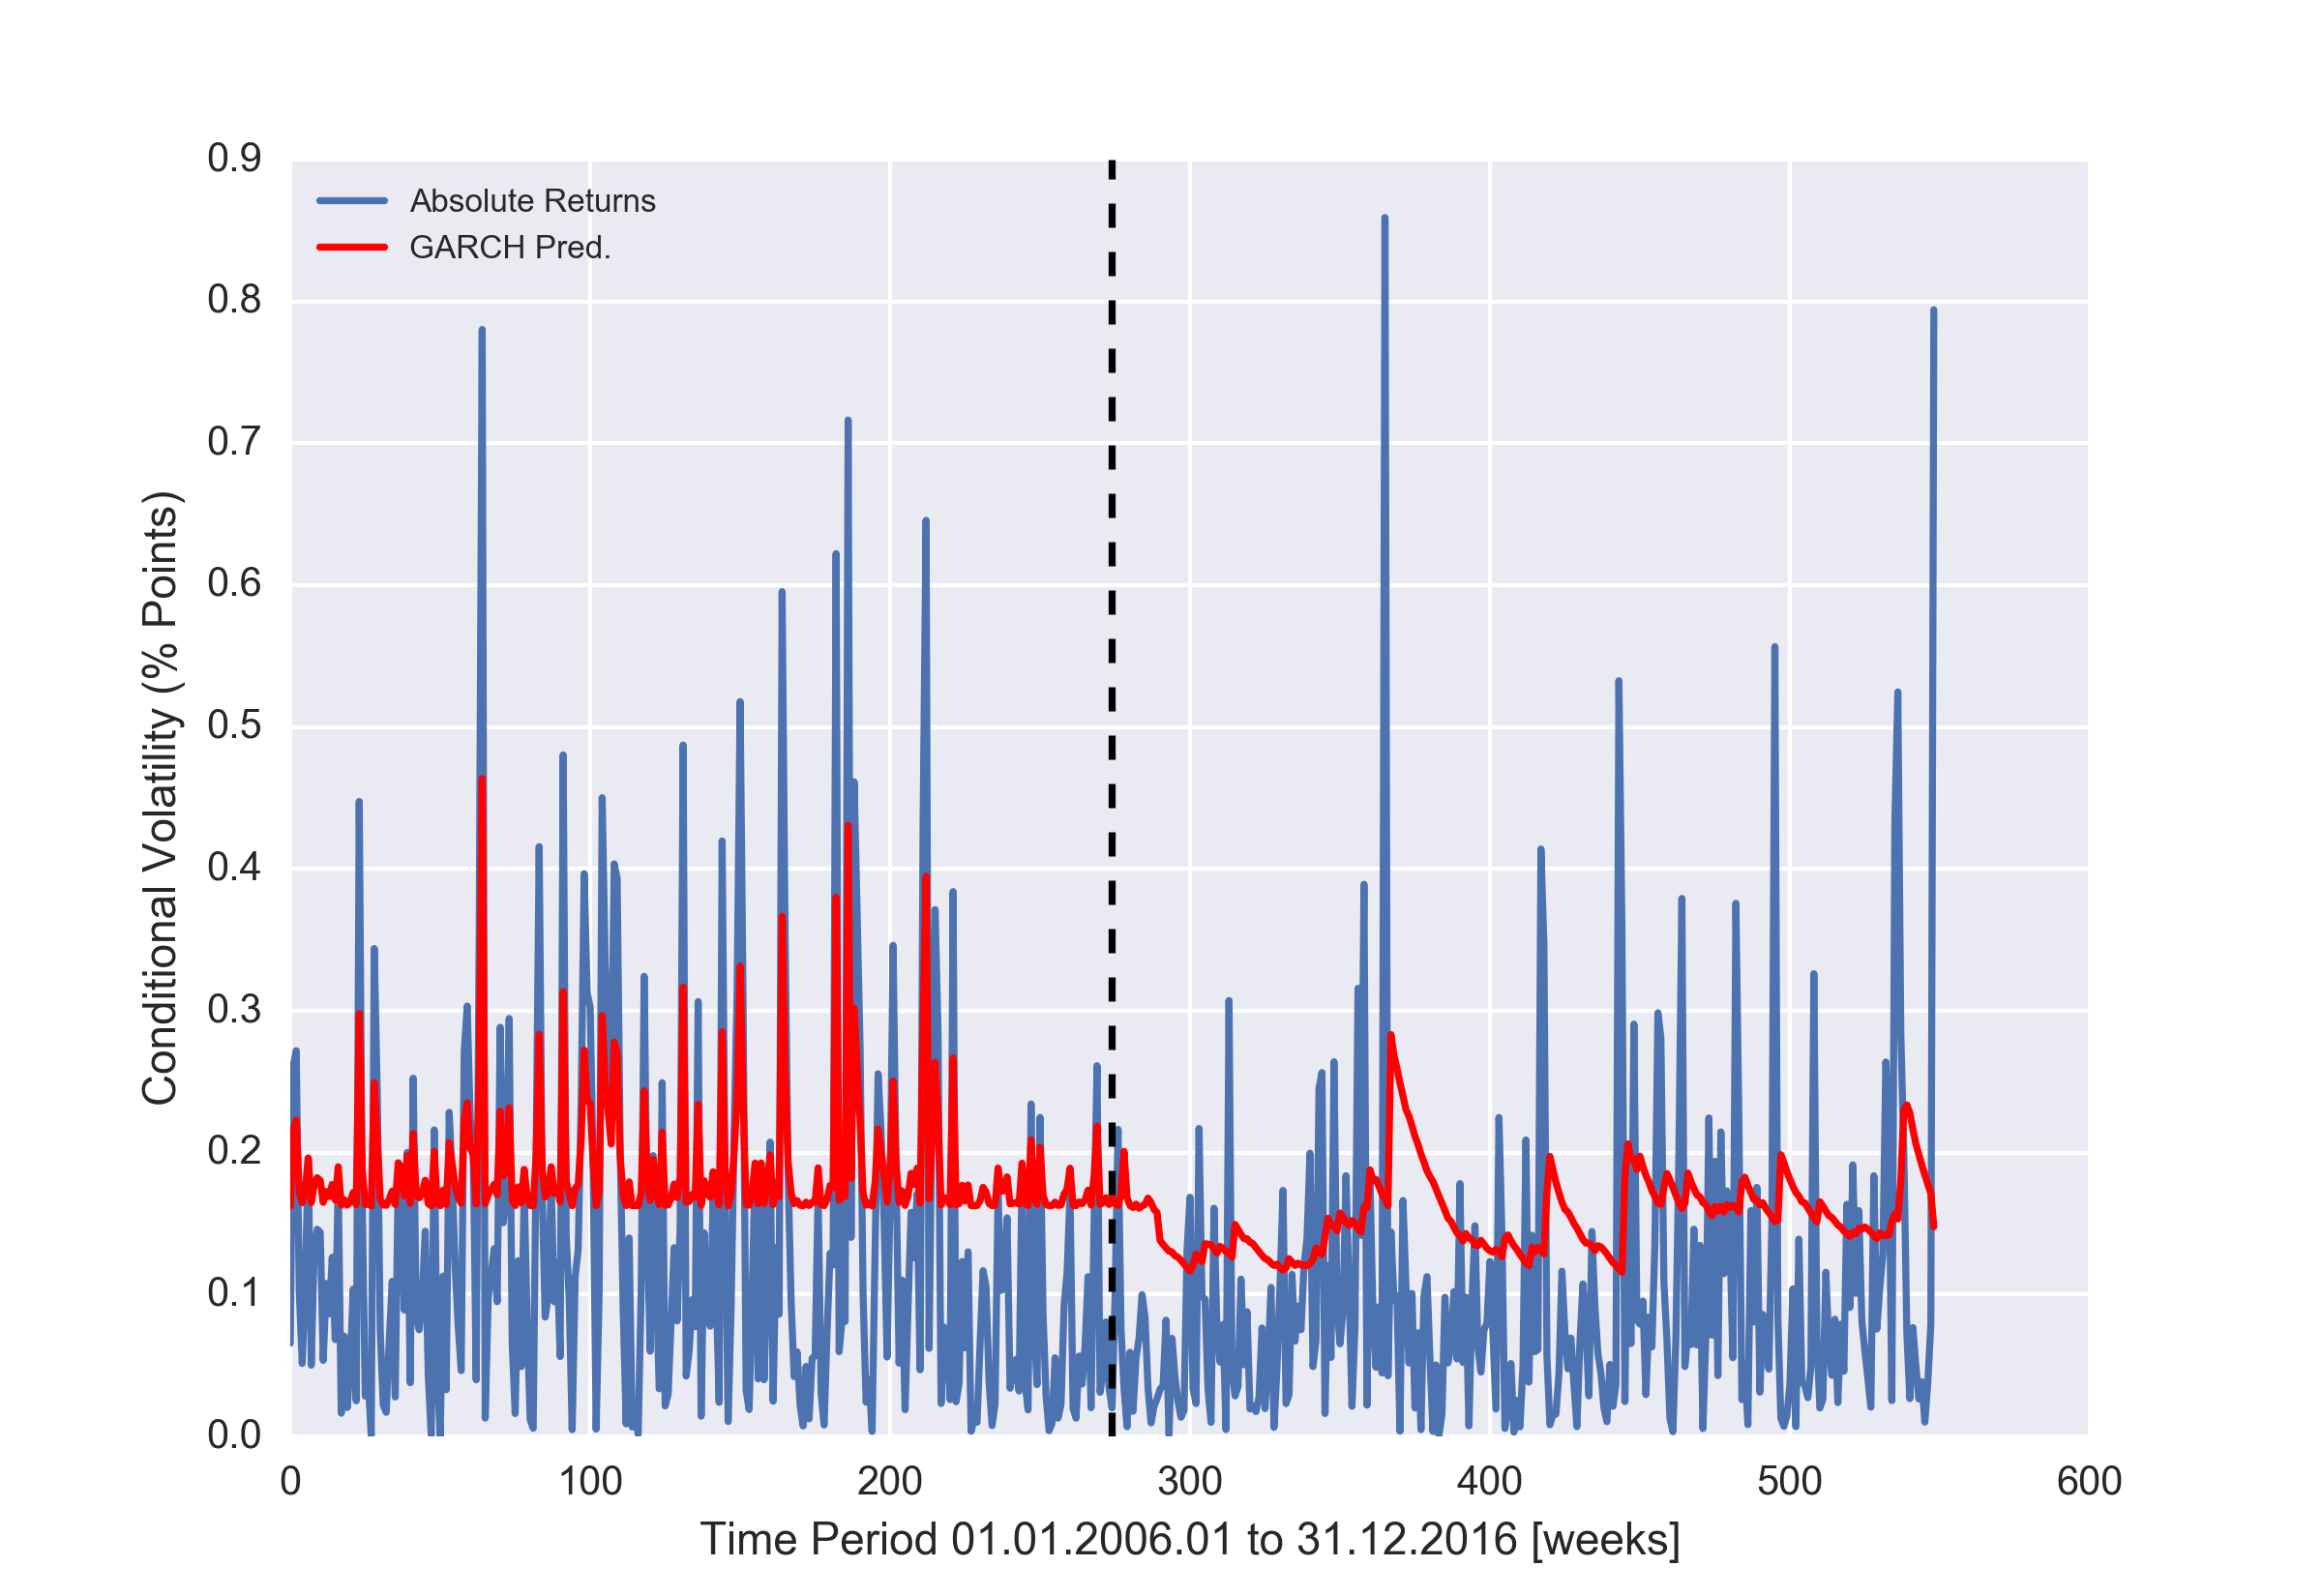 0.9
0.8
0.7
0.6
0.5
0.4
0.3
0.2
0.1
0.0
Conditional Volatility (% Points)
Absolute Returns
GARCH Pred.
0 100 200 300 400 500 600
Time Period 01.01.2006.01 to 31.12.2016 [weeks]